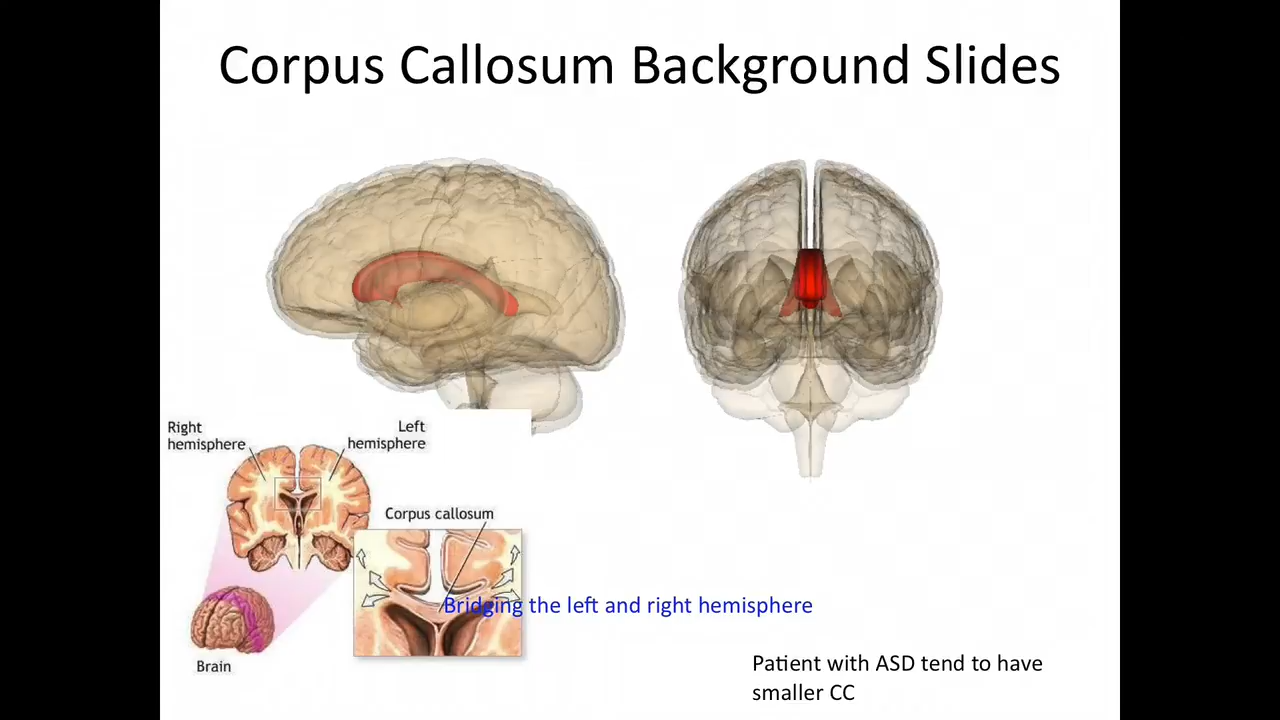 Corpus Callosum Background Slides
Right
hemisphere
Left
hemisphere
Corpus callosum
Bridging the left and right hemisphere
Brain
Patient with ASD tend to have
smaller CC